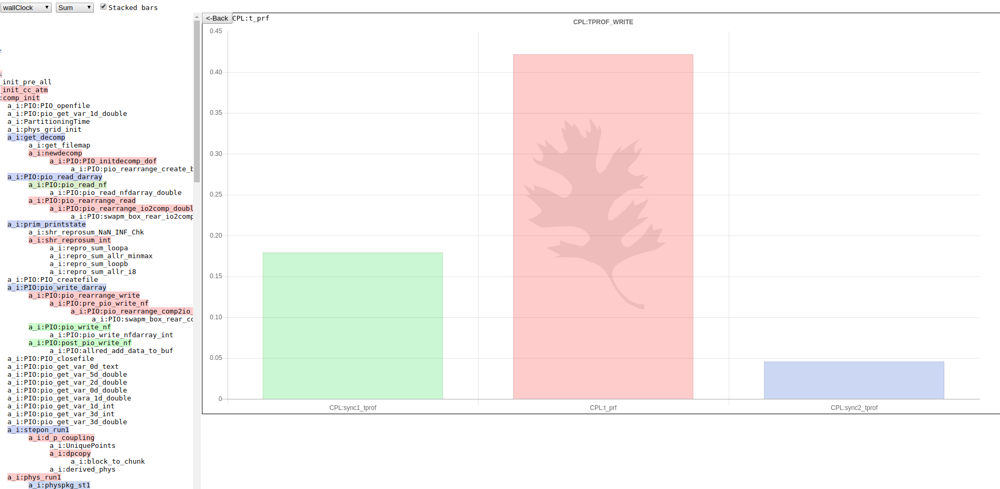 wallClock Sum Stacked bars
<-Back CPL:t_prf
CPL:TPROF_WRITE
_init_pre_all
_init_cc_atm
:comp_init
a_i:PIO:PIO_openfile
a_i:PIO:pio_get_var_1d_double
a_i:PartitioningTime
a_i:phys_grid_init
a_i:get_decomp
a_i:get_filemap
a_i:newdecomp
a_i:PIO:PIO_initdecomp_dof
a_i:PIO:pio_rearrange_create_b
a_i:PIO:pio_read_darray
a_i:PIO:pio_read_nf
a_i:PIO:pio_read_nfdarray_double
a_i:PIO:pio_rearrange_read
a_i:PIO:pio_rearrange_io2comp_doubl
a_i:PIO:swapm_box_rear_io2comp
a_i:prim_printstate
a_i:shr_reprosum_NaN_INF_Chk
a_i:shr_reprosum_int
a_i:repro_sum_loopa
a_i:repro_sum_allr_minmax
a_i:repro_sum_loopb
a_i:repro_sum_allr_i8
a_i:PIO:PIO_createfile
a_i:PIO:pio_write_darray
a_i:PIO:pio_rearrange_write
a_i:PIO:pre_pio_write_nf
a_i:PIO:pio_rearrange_comp2io_
a_i:PIO:swapm_box_rear_co
a_i:PIO:pio_write_nf
a_i:PIO:pio_write_nfdarray_int
a_i:PIO:post_pio_write_nf
a_i:PIO:allred_add_data_to_buf
a_i:PIO:PIO_closefile
a_i:PIO:pio_get_var_0d_text
a_i:PIO:pio_get_var_5d_double
a_i:PIO:pio_get_var_2d_double
a_i:PIO:pio_get_var_0d_double
a_i:PIO:pio_get_vara_1d_double
a_i:PIO:pio_get_var_1d_int
a_i:PIO:pio_get_var_3d_int
a_i:PIO:pio_get_var_3d_double
a_i:stepon_run1
a_i:d_p_coupling
a_i:UniquePoints
a_i:dpcopy
a_i:block_to_chunk
a_i:derived_phys
a_i:phys_run1
a_i:physpkg_st1
0.45
0.40
0.35
0.30
0.25
0.20
0.15
0.10
0.05
0
CPL:sync1_tprof CPL:t_prf CPL:sync2_tprof